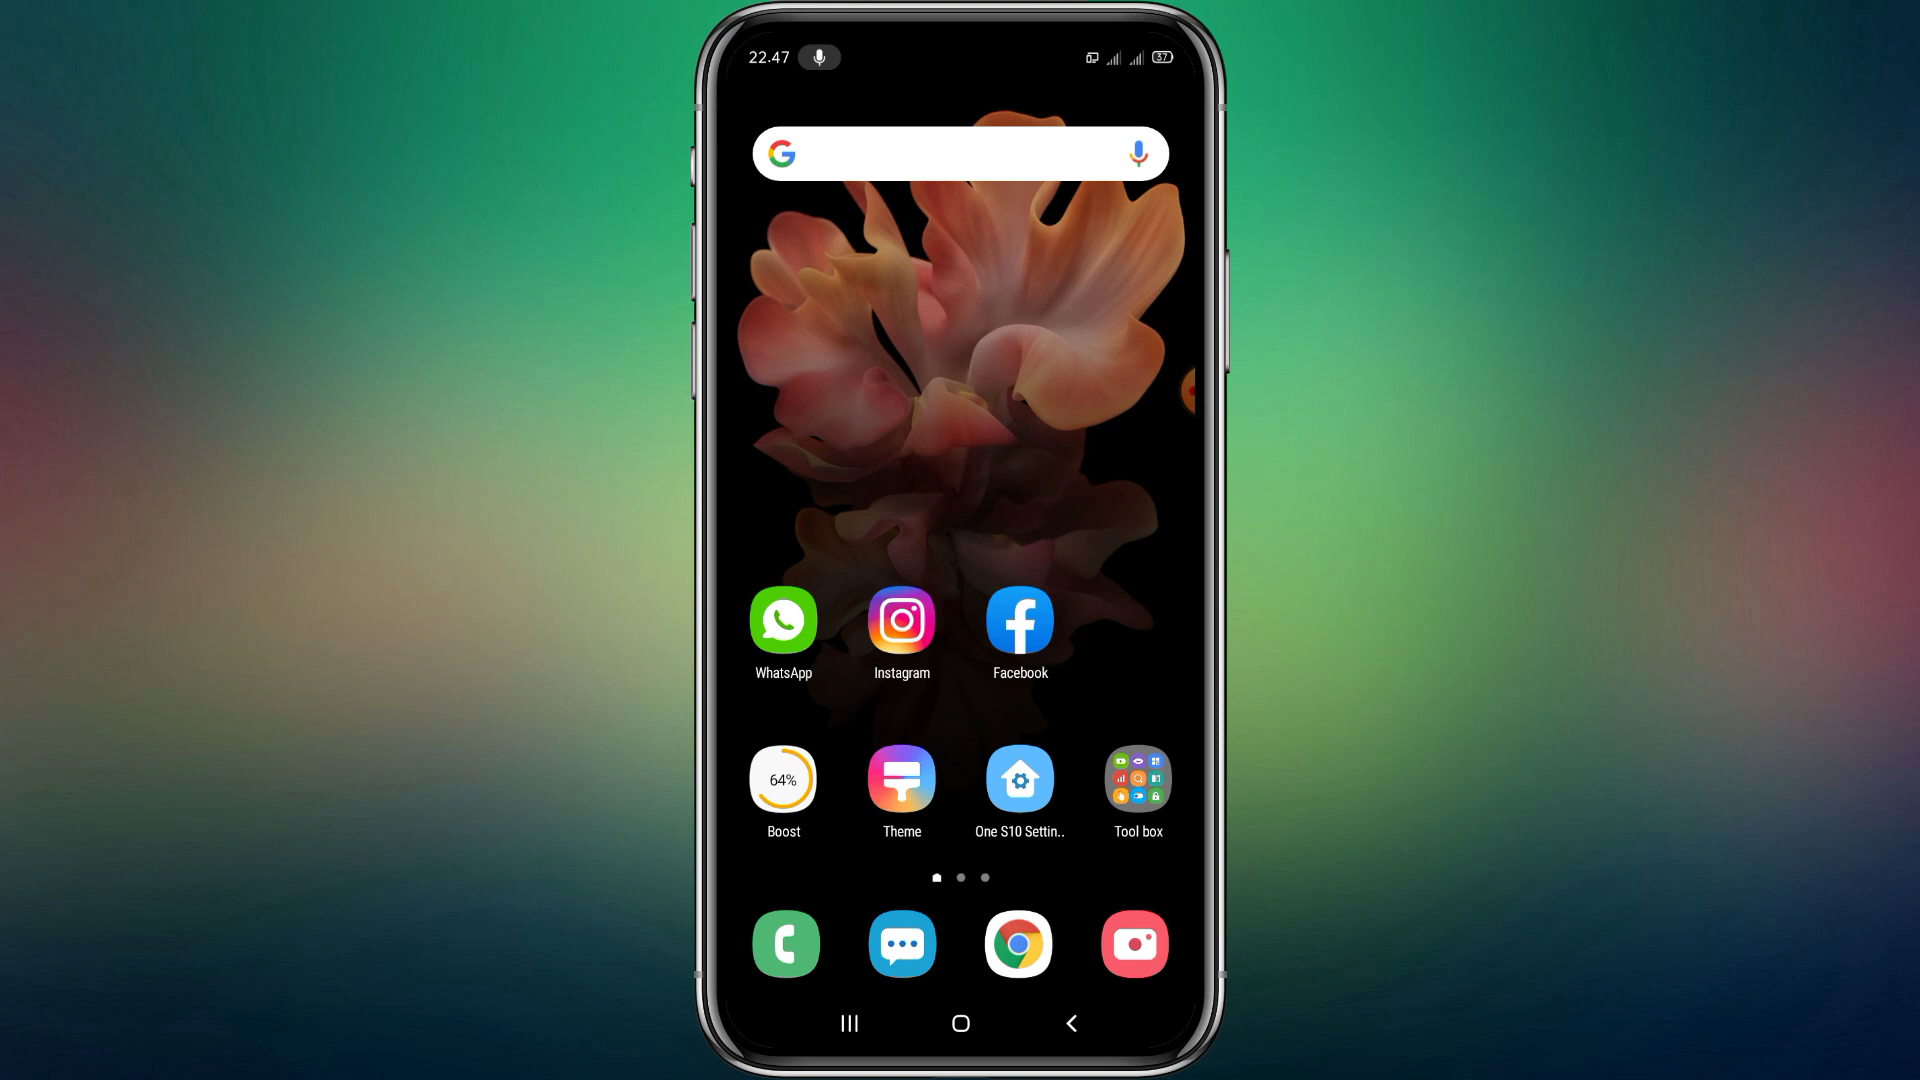 22.47
37
WhatsApp Instagram Facebook
64%
Boost Theme One S10 Settin.. Tool box